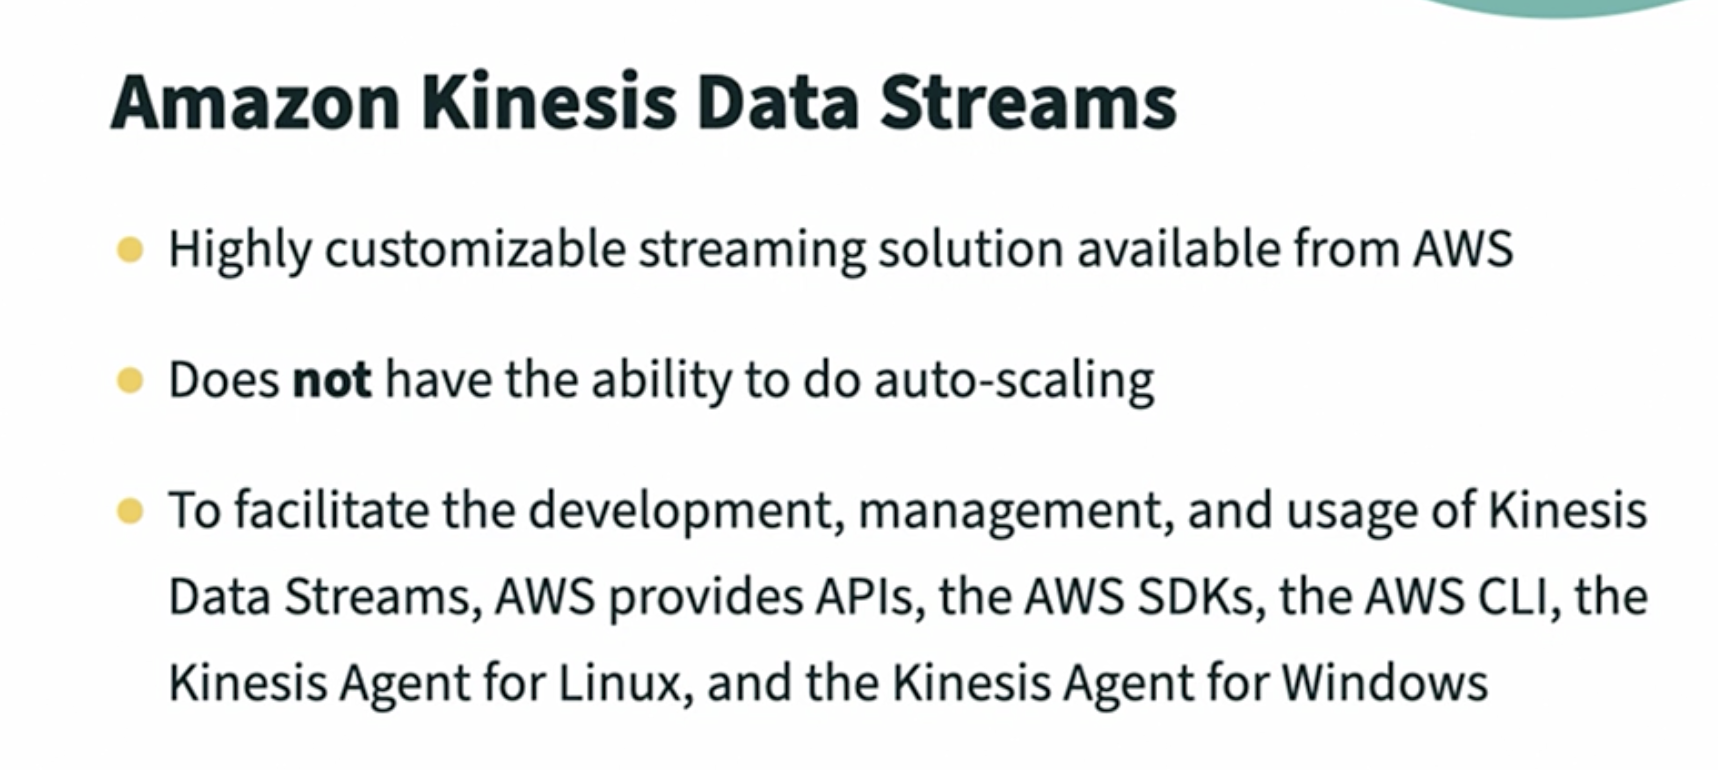 Amazon Kinesis Data Streams
Highly customizable streaming solution available from AWS
Does not have the ability to do auto-scaling
To facilitate the development, management, and usage of Kinesis
Data Streams, AWS provides APIs, the AWS SDKs, the AWS CLI, the
Kinesis Agent for Linux, and the Kinesis Agent for Windows